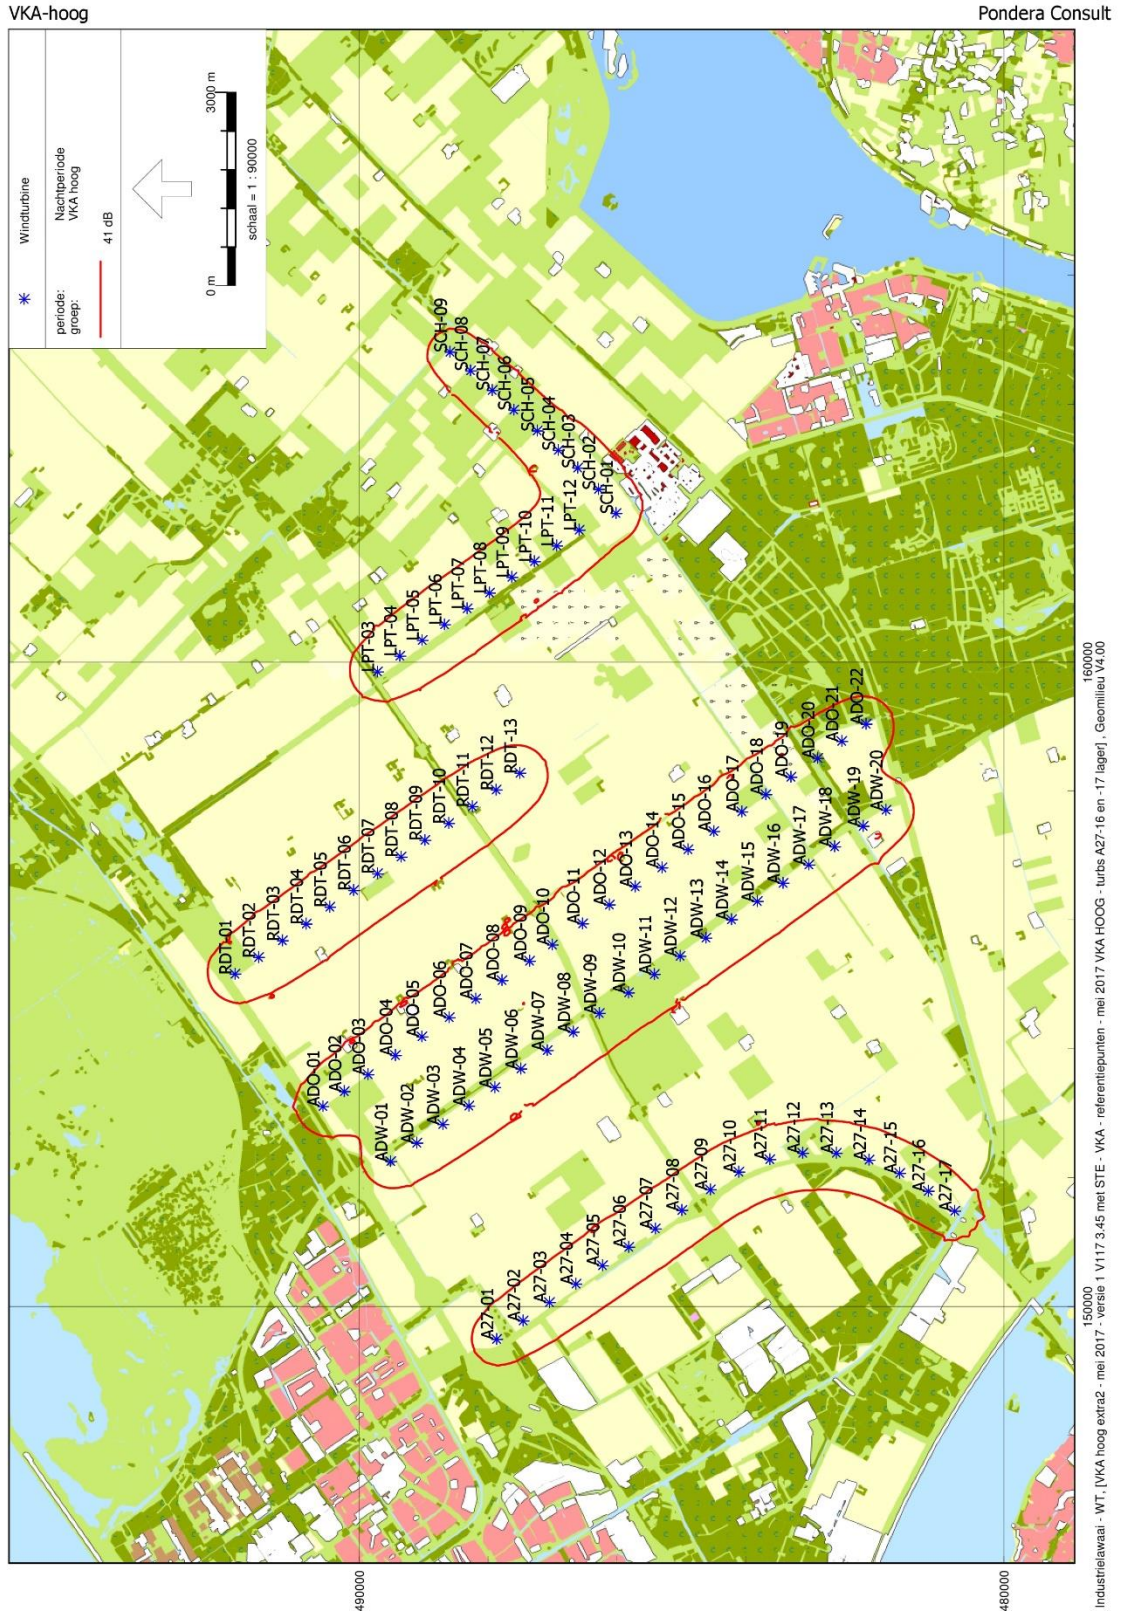 VKA-hoog
Pondera Consult
Windturbine
periode: Nachtperiode
groep: VKA hoog
41 dB
0 m 3000 m
schaal = 1 : 90000
SCH-09
SCH-08
SCH-07
SCH-06
SCH-05
SCH-04
SCH-03
SCH-02
SCH-01
LPT-03
LPT-04
LPT-05
LPT-06
LPT-07
LPT-08
LPT-09
LPT-10
LPT-11
LPT-12
RDT-01
RDT-02
RDT-03
RDT-04
RDT-05
RDT-06
RDT-07
RDT-08
RDT-09
RDT-10
RDT-11
RDT-12
RDT-13
ADO-01
ADO-02
ADO-03
ADO-04
ADO-05
ADO-06
ADO-07
ADO-08
ADO-09
ADO-10
ADO-11
ADO-12
ADO-13
ADO-14
ADO-15
ADO-16
ADO-17
ADO-18
ADO-19
ADO-20
ADO-21
ADO-22
ADW-01
ADW-02
ADW-03
ADW-04
ADW-05
ADW-06
ADW-07
ADW-08
ADW-09
ADW-10
ADW-11
ADW-12
ADW-13
ADW-14
ADW-15
ADW-16
ADW-17
ADW-18
ADW-19
ADW-20
A27-01
A27-02
A27-03
A27-04
A27-05
A27-06
A27-07
A27-08
A27-09
A27-10
A27-11
A27-12
A27-13
A27-14
A27-15
A27-16
A27-17
490000
480000
150000
160000
Industrielawaai - WT, [VKA hoog extra2 - mei 2017 - versie 1 V117 3.45 met STE - VKA - referentiepunten - mei 2017 VKA HOOG - turbs A27-16 en -17 lager] , Geomilieu V4.00